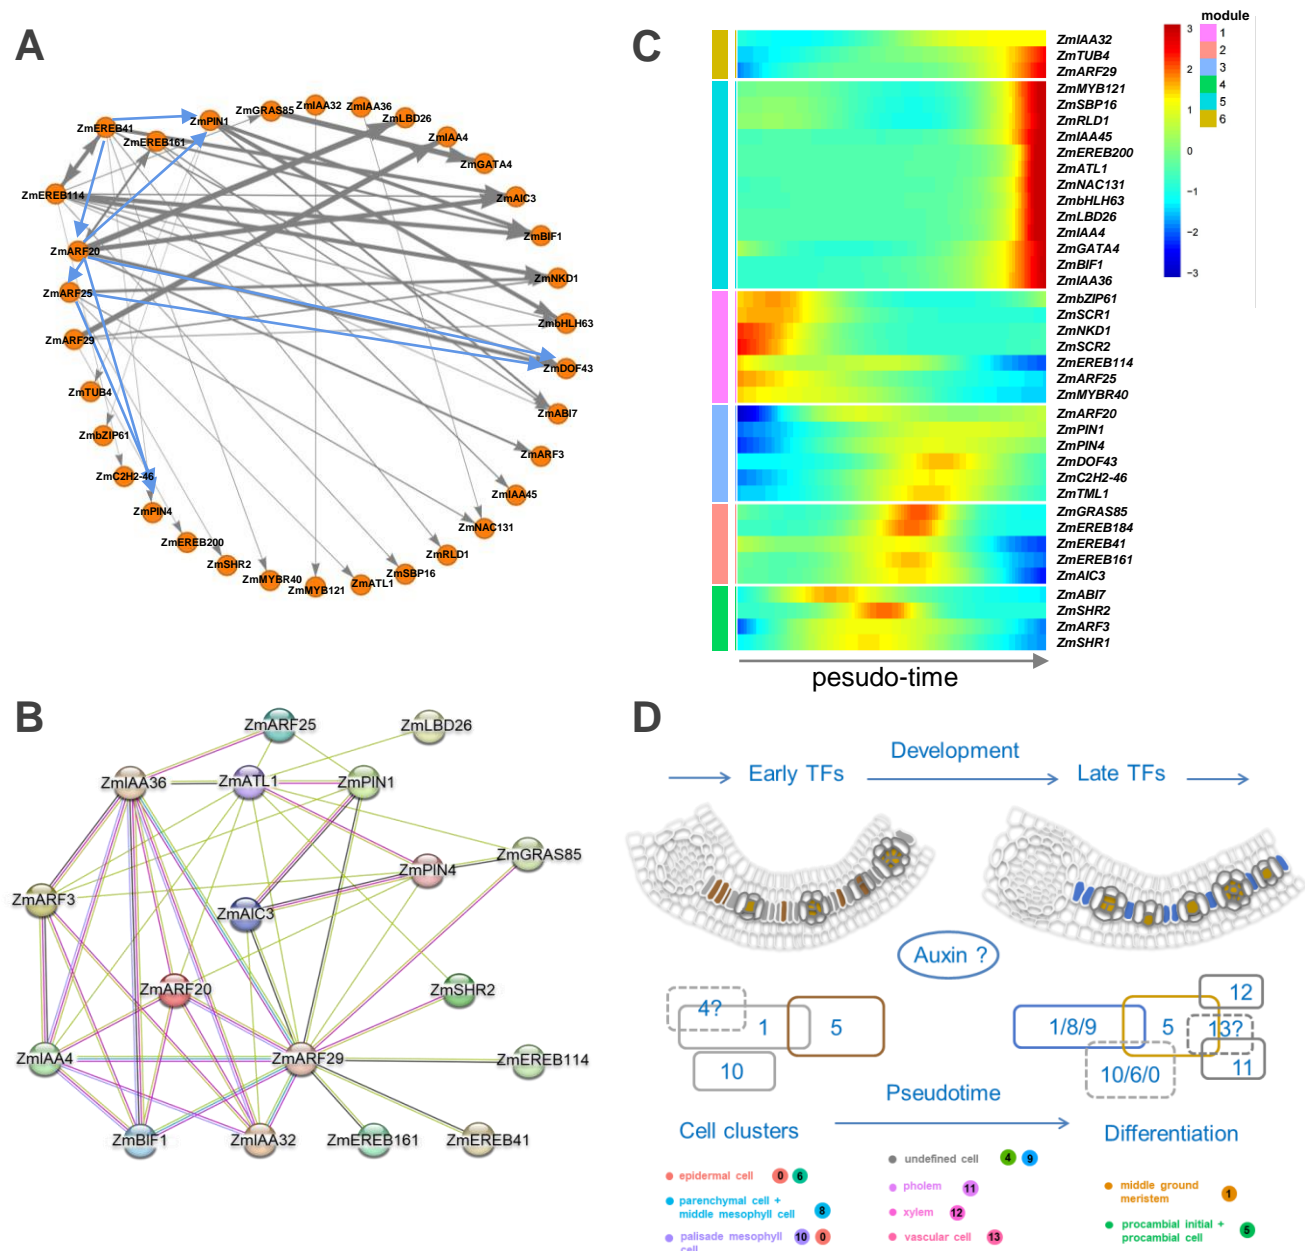 A
ZmEREB41
ZmPIN1
ZmGRAS85
ZmIAA32
ZmIAA36
ZmLBD26
ZmIAA4
ZmEREB161
ZmGATA4
ZmEREB114
ZmAIC3
ZmARF20
ZmBIF1
ZmARF25
ZmNKD1
ZmbHLH63
ZmARF29
ZmDOF43
ZmTUB4
ZmABI7
ZmbZIP61
ZmARF3
ZmC2H2-46
ZmIAA45
ZmPIN4
ZmNAC131
ZmEREB200
ZmRLD1
ZmSHR2
ZmSBP16
ZmMYBR40
ZmATL1
ZmMYB121
C
ZmIAA32
ZmTUB4
ZmARF29
ZmMYB121
ZmSBP16
ZmRLD1
ZmIAA45
ZmEREB200
ZmATL1
ZmNAC131
ZmbHLH63
ZmLBD26
ZmIAA4
ZmGATA4
ZmBIF1
ZmIAA36
ZmbZIP61
ZmSCR1
ZmNKD1
ZmSCR2
ZmEREB114
ZmARF25
ZmMYBR40
ZmARF20
ZmPIN1
ZmPIN4
ZmDOF43
ZmC2H2-46
ZmTML1
ZmGRAS85
ZmEREB184
ZmEREB41
ZmEREB161
ZmAIC3
ZmABI7
ZmSHR2
ZmARF3
ZmSHR1
pesudo-time
3
2
1
0
−1
−2
−3
module
1
2
3
4
5
6
B
ZmARF25
ZmLBD26
ZmIAA36
ZmATL1
ZmPIN1
ZmGRAS85
ZmPIN4
ZmARF3
ZmAIC3
ZmARF20
ZmSHR2
ZmIAA4
ZmARF29
ZmEREB114
ZmBIF1
ZmIAA32
ZmEREB161
ZmEREB41
D
Development
Early TFs
Late TFs
Auxin ?
4?
1
5
10
1/8/9
5
12
13?
11
10/6/0
Pseudotime
Cell clusters
Differentiation
epidermal cell 0 6
parenchymal cell +
middle mesophyll cell 8
palisade mesophyll 10 0
cell
undefined cell 4 9
pholem 11
xylem 12
vascular cell 13
middle ground
meristem 1
procambial initial +
procambial cell 5